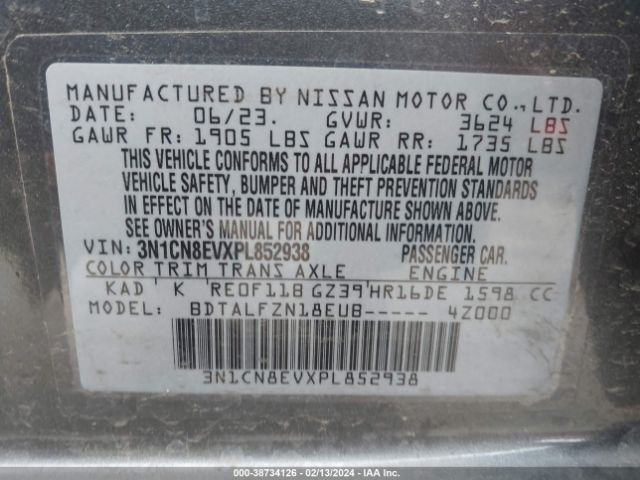 MANUFACTURED BY NISSAN MOTOR CO.,LTD.
DATE: 06/23. GVWR: 3624 LBS
GAWR FR: 1905 LBS GAWR RR: 1735 LBS
THIS VEHICLE CONFORMS TO ALL APPLICABLE FEDERAL MOTOR
VEHICLE SAFETY, BUMPER AND THEFT PREVENTION STANDARDS
IN EFFECT ON THE DATE OF MANUFACTURE SHOWN ABOVE.
SEE OWNER'S MANUAL FOR ADDITIONAL INFORMATION.
VIN: 3N1CN8EVXPL852938 PASSENGER CAR.
COLOR TRIM TRANS AXLE ENGINE
KAD K RE0F11B GZ39 HR16DE 1598 CC
MODEL: BDTALFZN18EUB----- 4Z000
3N1CN8EVXPL852938
000-38734126 - 02/13/2024 - IAA Inc.